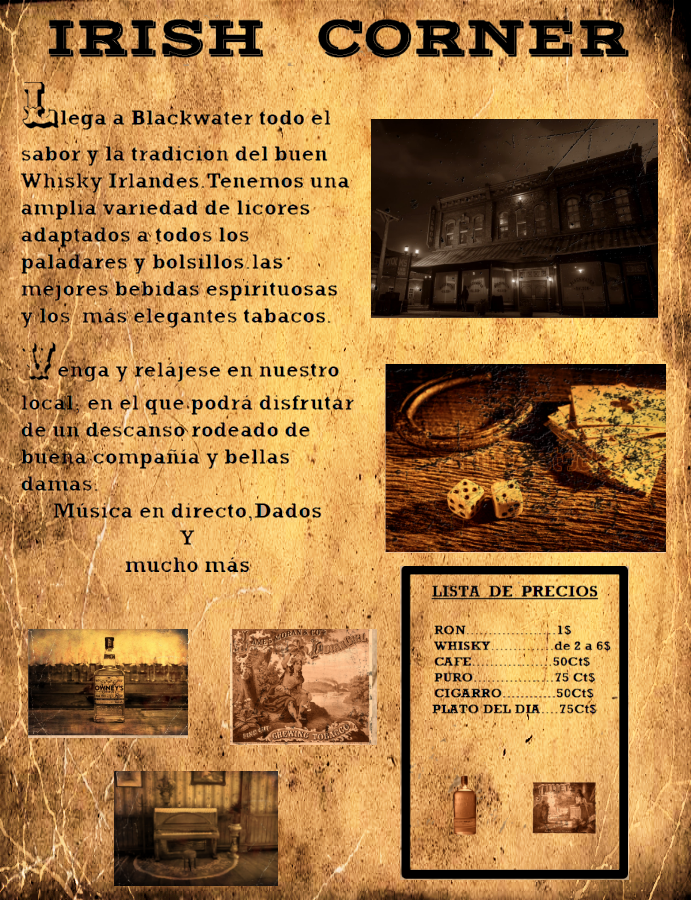 IRISH CORNER
Llega a Blackwater todo el
sabor y la tradicion del buen
Whisky Irlandes.Tenemos una
amplia variedad de licores
adaptados a todos los
paladares y bolsillos.las
mejores bebidas espirituosas
y los más elegantes tabacos.
Venga y relájese en nuestro
local, en el que podrá disfrutar
de un descanso rodeado de
buena compañia y bellas
damas.
Música en directo,Dados
Y
mucho más
LISTA DE PRECIOS
RON......................1$
WHISKY................de 2 a 6$
CAFE....................50Ct$
PURO....................75 Ct$
CIGARRO.............50Ct$
PLATO DEL DIA....75Ct$
OWNEY'S
CHEWING TOBACCO